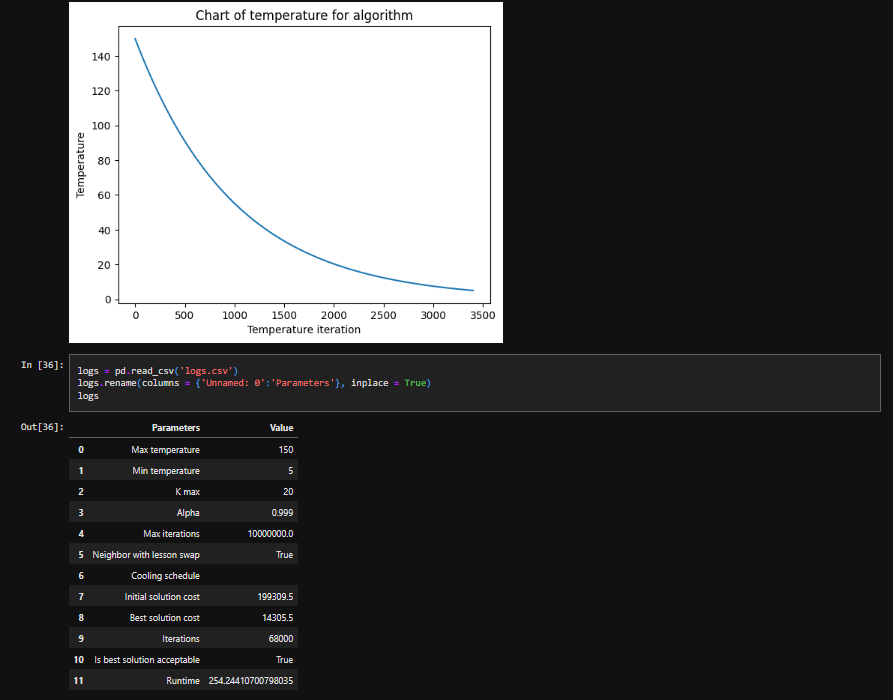 Chart of temperature for algorithm
140
120
100
80
60
40
20
0
Temperature
0 500 1000 1500 2000 2500 3000 3500
Temperature iteration
In [36]:
logs = pd.read_csv('logs.csv')
logs.rename(columns = {'Unnamed: 0':'Parameters'}, inplace = True)
logs
Out[36]:
Parameters Value
0 Max temperature 150
1 Min temperature 5
2 K max 20
3 Alpha 0.999
4 Max iterations 10000000.0
5 Neighbor with lesson swap True
6 Cooling schedule
7 Initial solution cost 199309.5
8 Best solution cost 14305.5
9 Iterations 68000
10 Is best solution acceptable True
11 Runtime 254.24410700798035